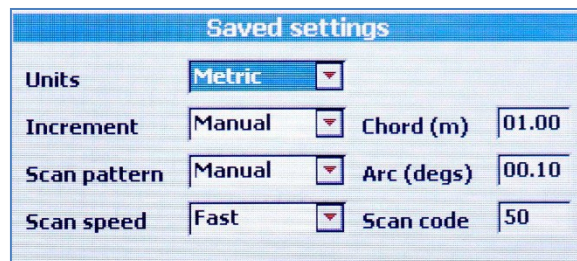 Saved settings
Units Metric
Increment Manual Chord (m) 01.00
Scan pattern Manual Arc (degs) 00.10
Scan speed Fast Scan code 50